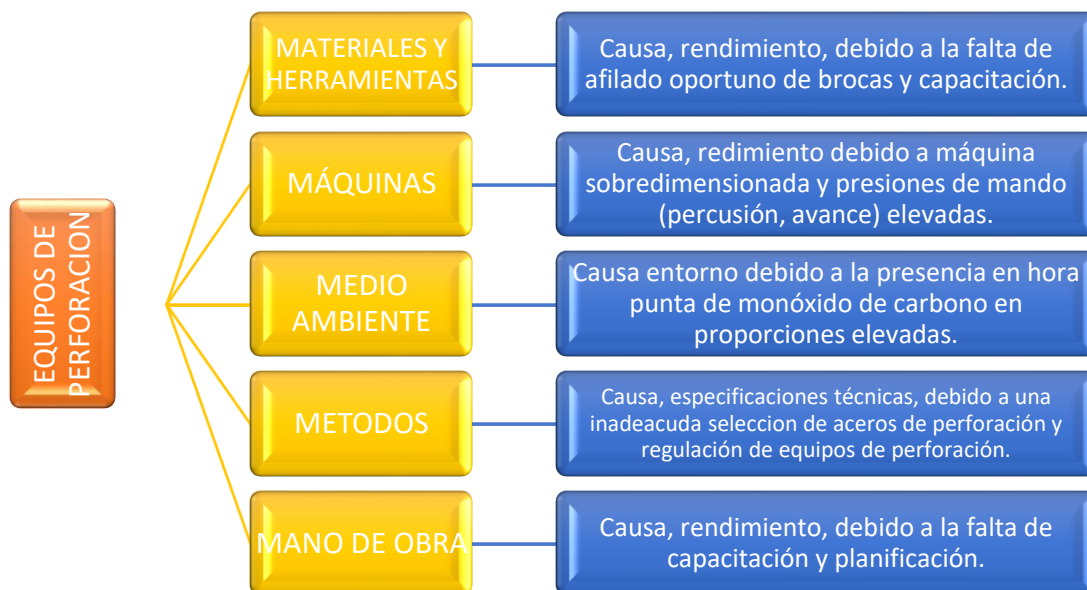 EQUIPOS DE
PERFORACION
MATERIALES Y
HERRAMIENTAS
Causa, rendimiento, debido a la falta de
afilado oportuno de brocas y capacitación.
MÁQUINAS
Causa, redimiento debido a máquina
sobredimensionada y presiones de mando
(percusión, avance) elevadas.
MEDIO
AMBIENTE
Causa entorno debido a la presencia en hora
punta de monóxido de carbono en
proporciones elevadas.
METODOS
Causa, especificaciones técnicas, debido a una
inadeacuda seleccion de aceros de perforación y
regulación de equipos de perforación.
MANO DE OBRA
Causa, rendimiento, debido a la falta de
capacitación y planificación.